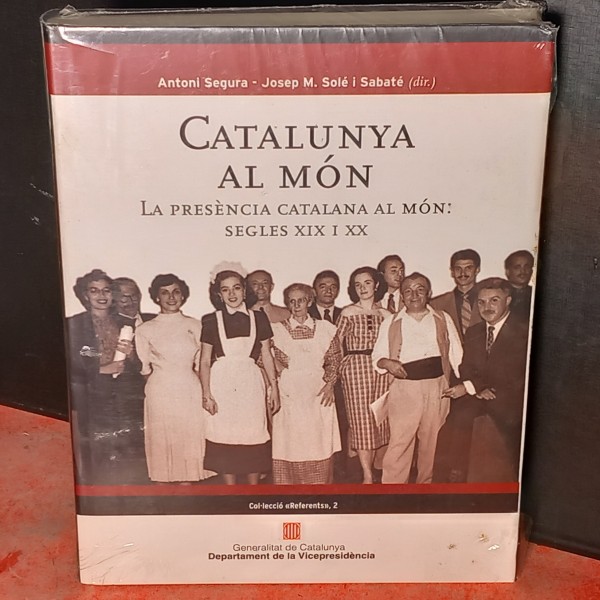 Antoni Segura - Josep M. Solé i Sabaté (dir.)
CATALUNYA
AL MÓN
LA PRESÈNCIA CATALANA AL MÓN:
SEGLES XIX I XX
Col·lecció «Referents», 2
Generalitat de Catalunya
Departament de la Vicepresidència